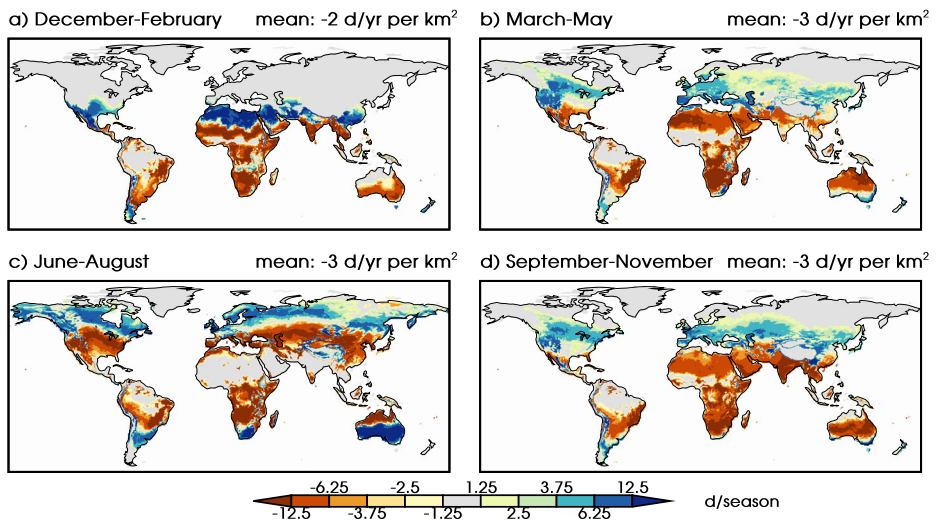 a) December-February mean: -2 d/yr per km²
b) March-May mean: -3 d/yr per km²
c) June-August mean: -3 d/yr per km²
d) September-November mean: -3 d/yr per km²
-6.25 -2.5 1.25 3.75 12.5
d/season
-12.5 -3.75 -1.25 2.5 6.25